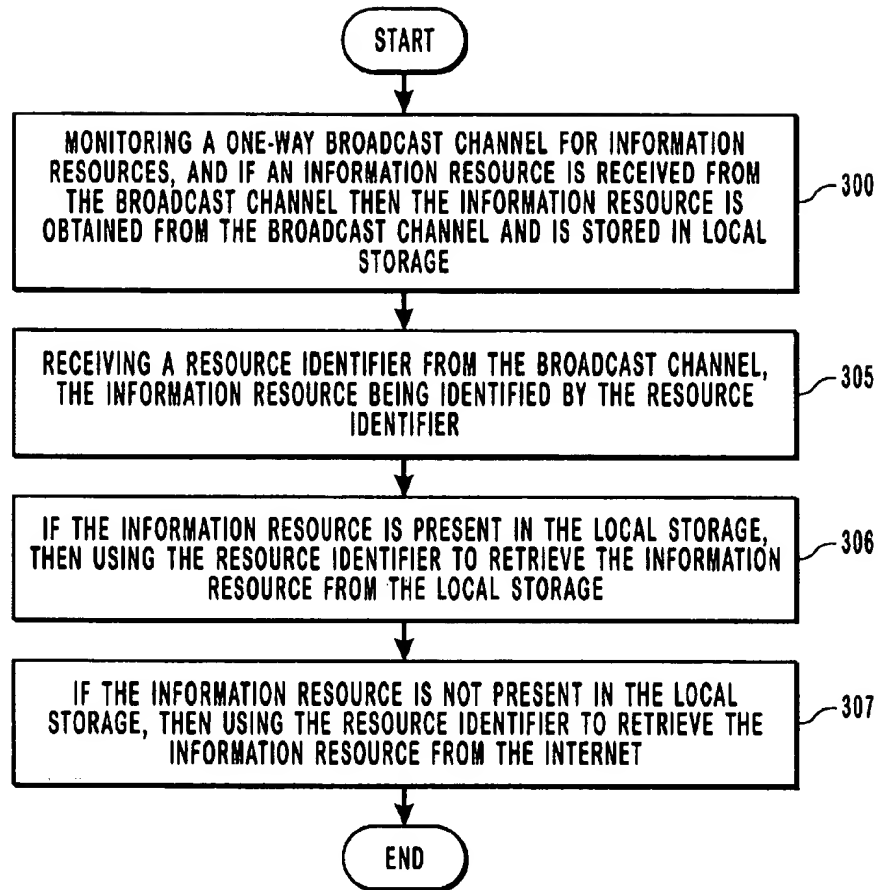 START
MONITORING A ONE-WAY BROADCAST CHANNEL FOR INFORMATION
RESOURCES, AND IF AN INFORMATION RESOURCE IS RECEIVED FROM
THE BROADCAST CHANNEL THEN THE INFORMATION RESOURCE IS
OBTAINED FROM THE BROADCAST CHANNEL AND IS STORED IN LOCAL
STORAGE
300
RECEIVING A RESOURCE IDENTIFIER FROM THE BROADCAST CHANNEL,
THE INFORMATION RESOURCE BEING IDENTIFIED BY THE RESOURCE
IDENTIFIER
305
IF THE INFORMATION RESOURCE IS PRESENT IN THE LOCAL STORAGE,
THEN USING THE RESOURCE IDENTIFIER TO RETRIEVE THE INFORMATION
RESOURCE FROM THE LOCAL STORAGE
306
IF THE INFORMATION RESOURCE IS NOT PRESENT IN THE LOCAL
STORAGE, THEN USING THE RESOURCE IDENTIFIER TO RETRIEVE THE
INFORMATION RESOURCE FROM THE INTERNET
307
END